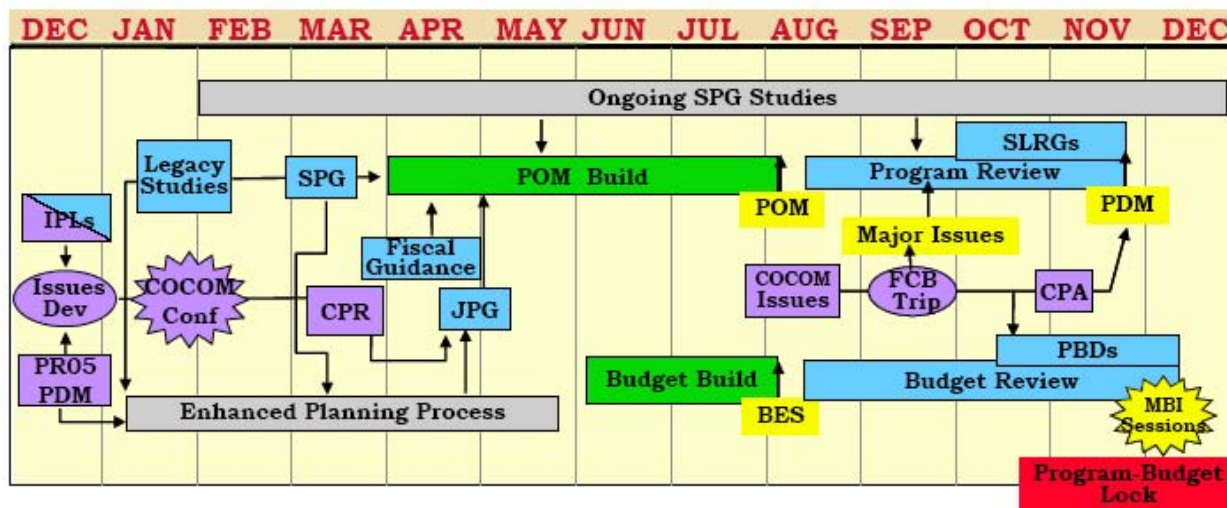 DEC JAN FEB MAR APR MAY JUN JUL AUG SEP OCT NOV DEC
Ongoing SPG Studies
SLRGs
Legacy
Studies
SPG
POM Build
Program Review
IPLs
POM
PDM
Major Issues
Fiscal
Guidance
Issues
Dev
COCOM
Conf
CPR
JPG
COCOM
Issues
FCB
Trip
CPA
PR05
PDM
PBDs
Budget Build
Budget Review
Enhanced Planning Process
BES
MBI
Sessions
Program-Budget
Lock